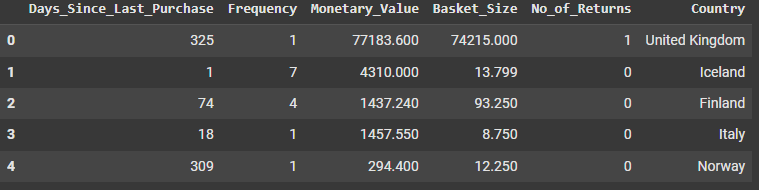 Days_Since_Last_Purchase Frequency Monetary_Value Basket_Size No_of_Returns Country
0 325 1 77183.600 74215.000 1 United Kingdom
1 1 7 4310.000 13.799 0 Iceland
2 74 4 1437.240 93.250 0 Finland
3 18 1 1457.550 8.750 0 Italy
4 309 1 294.400 12.250 0 Norway